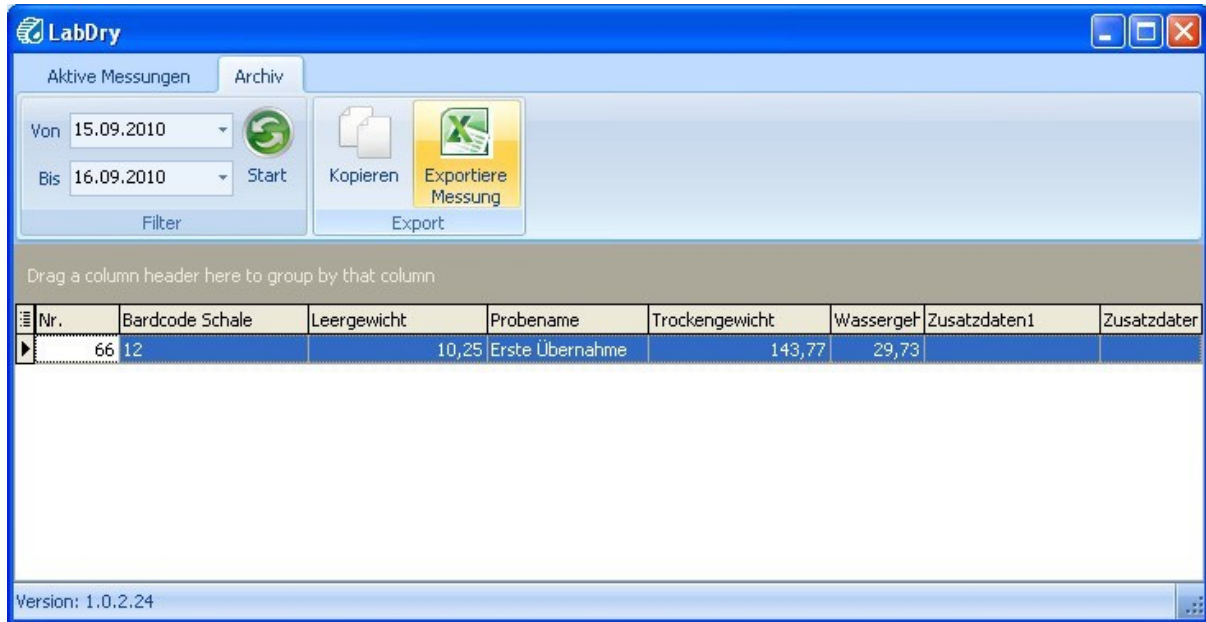 LabDry
Aktive Messungen Archiv
Von 15.09.2010
Bis 16.09.2010
Start
Filter
Kopieren
Exportiere
Messung
Export
Drag a column header here to group by that column
Nr. Bardcode Schale Leergewicht Probename Trockengewicht Wassergeh Zusatzdaten1 Zusatzdaten
66 12 10,25 Erste Übernahme 143,77 29,73
Version: 1.0.2.24